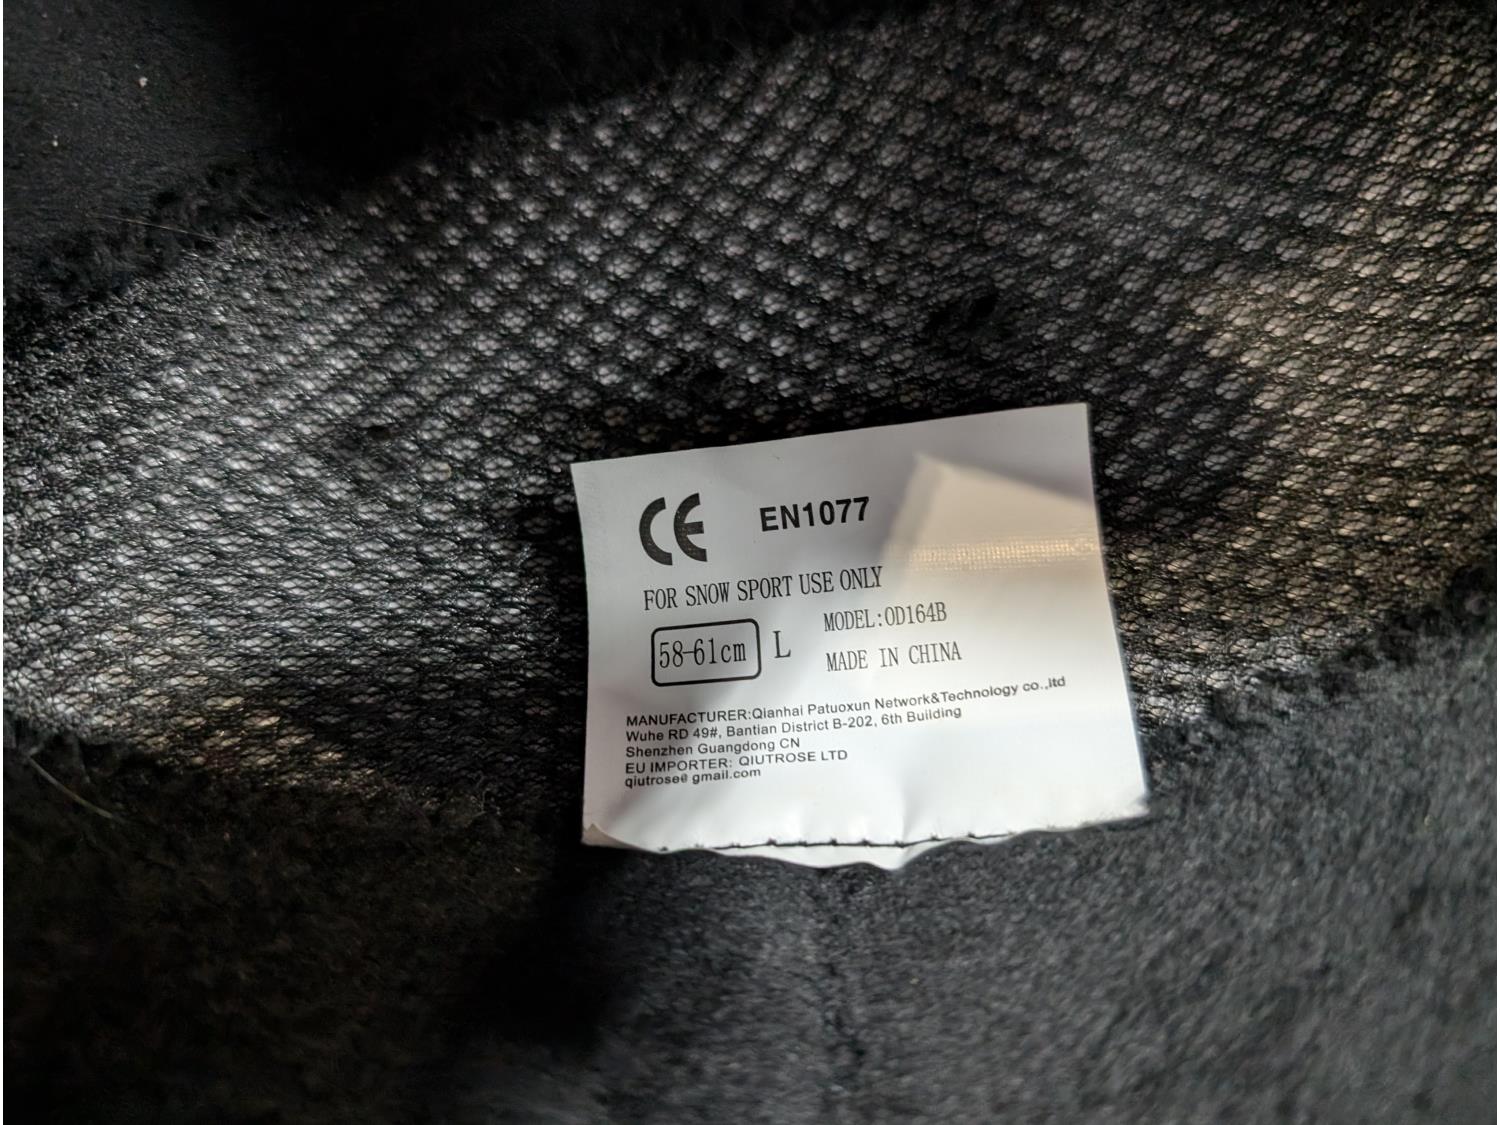 CE EN1077
FOR SNOW SPORT USE ONLY
58-61cm L
MODEL:OD164B
MADE IN CHINA
MANUFACTURER:Qianhai Patuoxun Network&Technology co.,ltd
Wuhe RD 49#, Bantian District B-202, 6th Building
Shenzhen Guangdong CN
EU IMPORTER: QIUTROSE LTD
qiutrose@ gmail.com